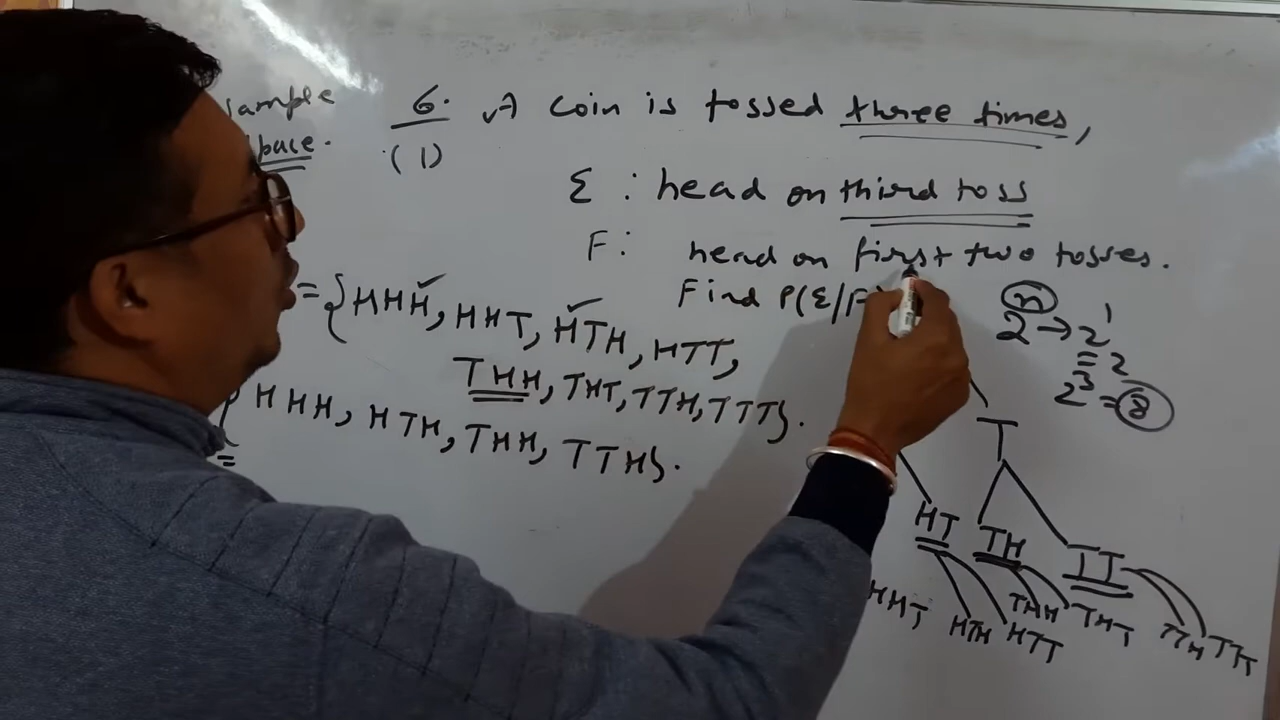 sample 6. A coin is tossed three times,
pace. (1)
E : head on third toss
F : head on first two tosses.
Find P(E/F)
= {HHH, HHT, HTH, HTT,
THH, THT, TTH, TTT}.
{HHH, HTH, THH, TTH}.
=
2ⁿ → 2¹
= 2
2³ = 8
T
HT TH TT
HHT HTH HTT THH THT TTH TTT